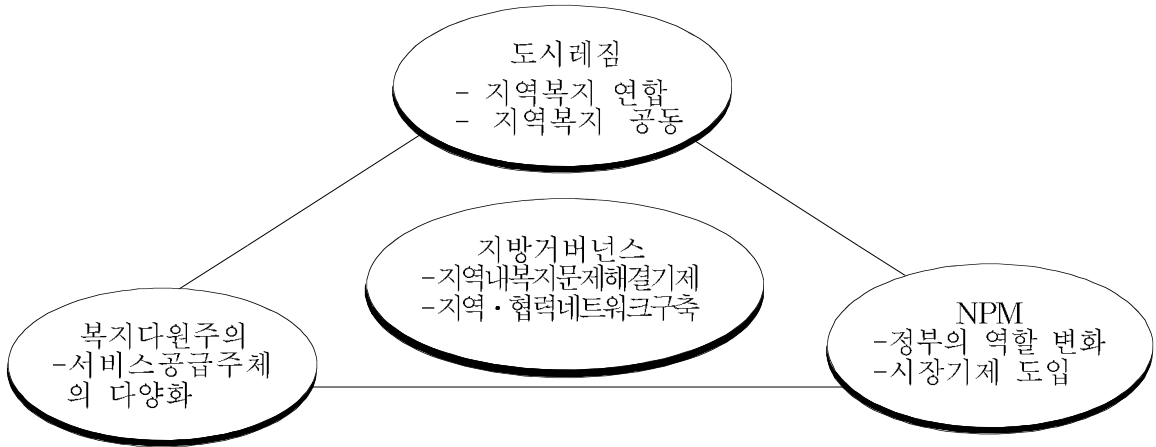 도시레짐
- 지역복지 연합
- 지역복지 공동
지방거버넌스
-지역내복지문제해결기제
-지역·협력네트워크구축
복지다원주의
-서비스공급주체
의 다양화
NPM
-정부의 역할 변화
-시장기제 도입